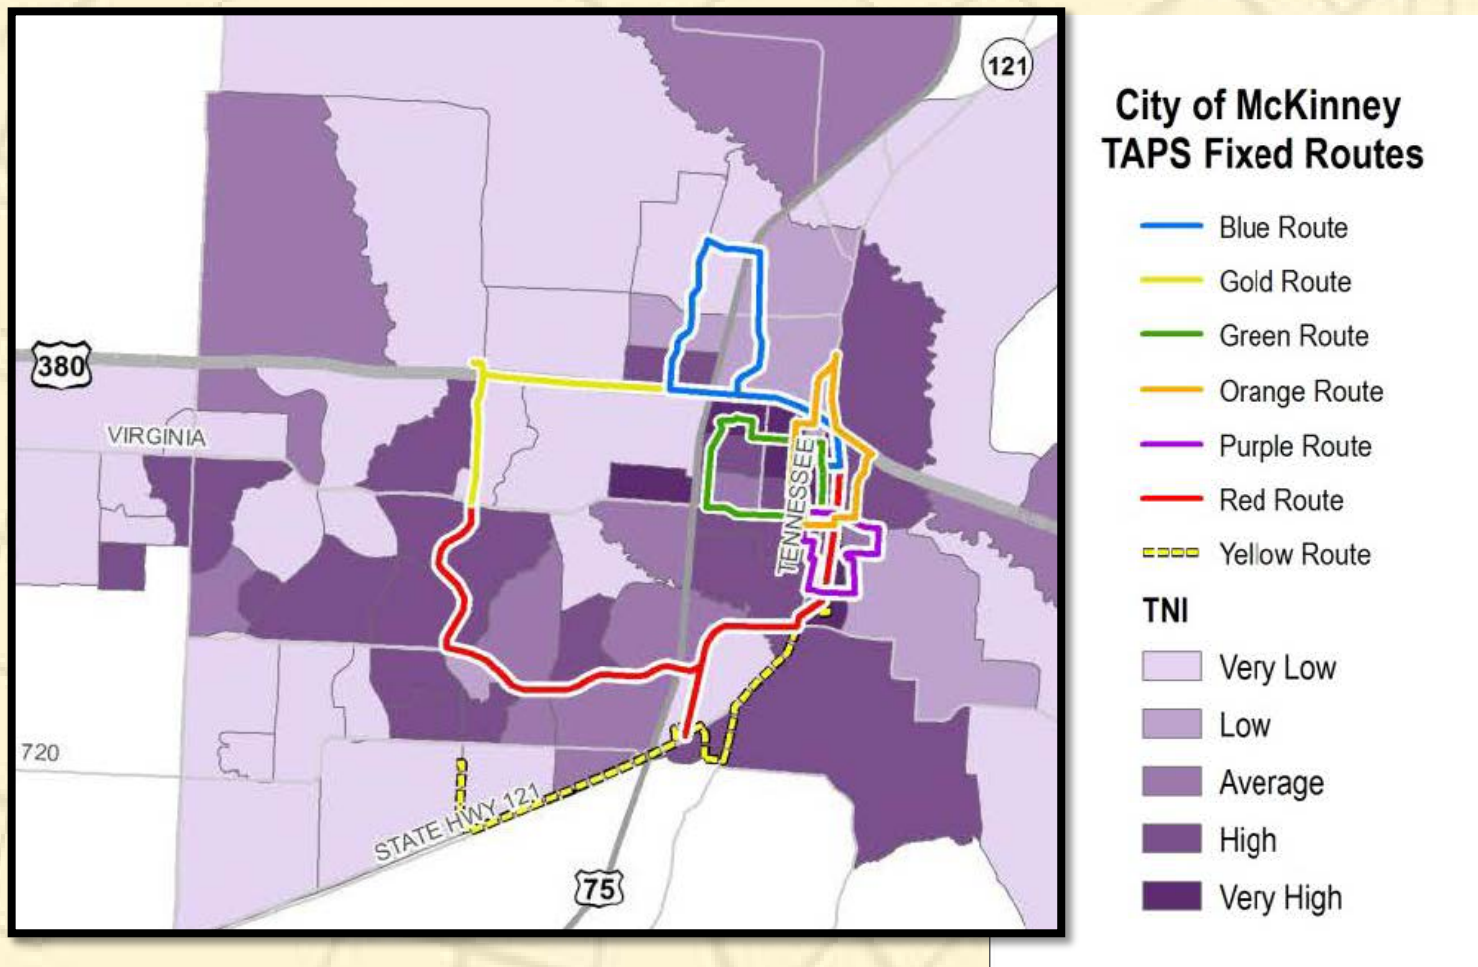 121
380
VIRGINIA
TENNESSEE
720
STATE HWY 121
75
City of McKinney
TAPS Fixed Routes
Blue Route
Gold Route
Green Route
Orange Route
Purple Route
Red Route
Yellow Route
TNI
Very Low
Low
Average
High
Very High